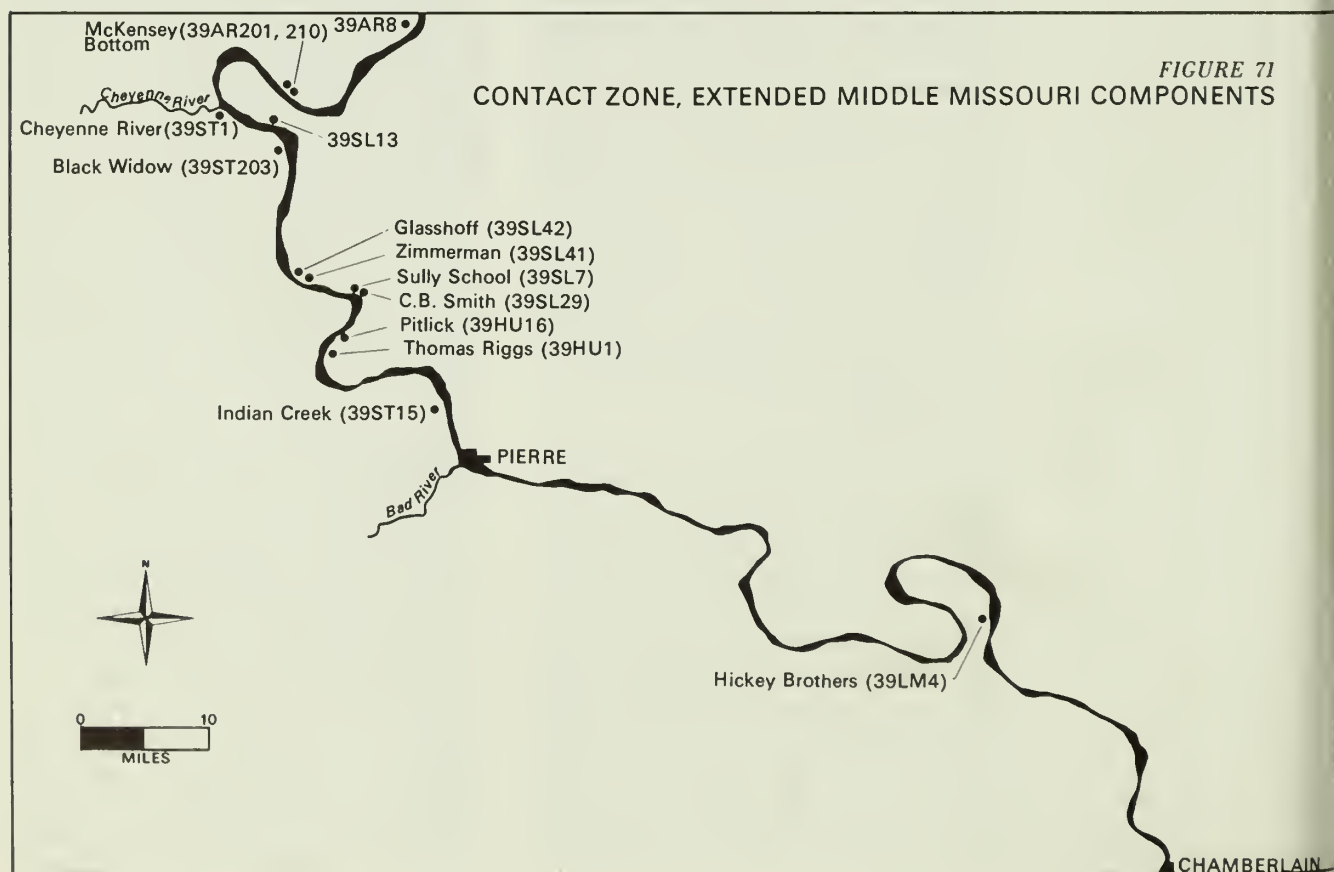 McKensey (39AR201, 210) 39AR8
Bottom
FIGURE 71
CONTACT ZONE, EXTENDED MIDDLE MISSOURI COMPONENTS
Cheyenne River
Cheyenne River (39ST1)
39SL13
Black Widow (39ST203)
Glasshoff (39SL42)
Zimmerman (39SL41)
Sully School (39SL7)
C.B. Smith (39SL29)
Pitlick (39HU16)
Thomas Riggs (39HU1)
Indian Creek (39ST15)
PIERRE
Bad River
N
Hickey Brothers (39LM4)
0 10
MILES
CHAMBERLAIN